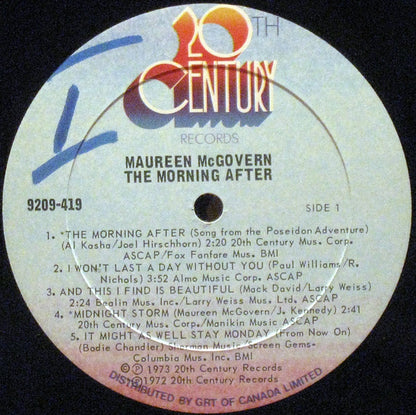 20TH
CENTURY
RECORDS
MAUREEN McGOVERN
THE MORNING AFTER
9209-419
SIDE 1
1. *THE MORNING AFTER (Song from the Poseidon Adventure)
(Al Kasha/Joel Hirschhorn) 2:20 20th Century Mus. Corp.
ASCAP/Fox Fanfare Mus. BMI
2. I WON'T LAST A DAY WITHOUT YOU (Paul Williams/R.
Nichols) 3:52 Almo Music Corp. ASCAP
3. AND THIS I FIND IS BEAUTIFUL (Mack David/Larry Weiss)
2:24 Bealin Mus. Inc./Larry Weiss Mus. Ltd. ASCAP
4. *MIDNIGHT STORM (Maureen McGovern/J. Kennedy) 2:41
20th Century Mus. Corp./Manikin Music ASCAP
5. IT MIGHT AS WELL STAY MONDAY (From Now On)
(Bodie Chandler) Sherman Music/Screen Gems-
Columbia Mus. Inc. BMI
© ℗ 1973 20th Century Records
*© ℗ 1972 20th Century Records
DISTRIBUTED BY GRT OF CANADA LIMITED